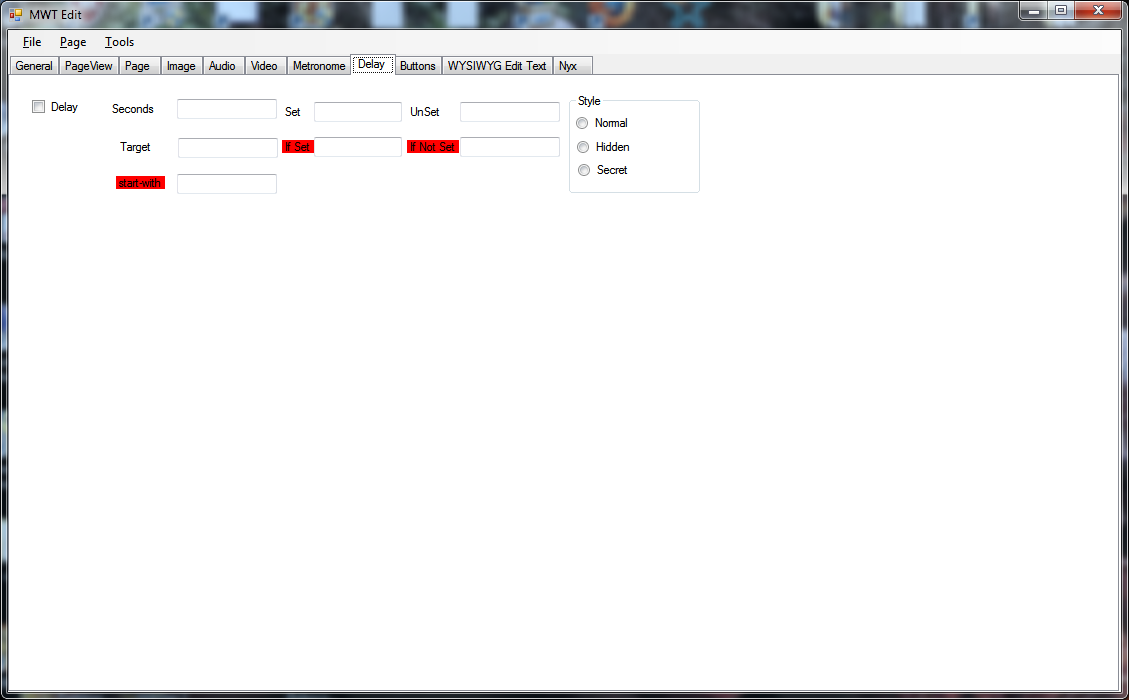 MWT Edit
File Page Tools
General PageView Page Image Audio Video Metronome Delay Buttons WYSIWYG Edit Text Nyx
Delay Seconds Set UnSet Style
Normal
Target If Set If Not Set Hidden
Secret
start-with